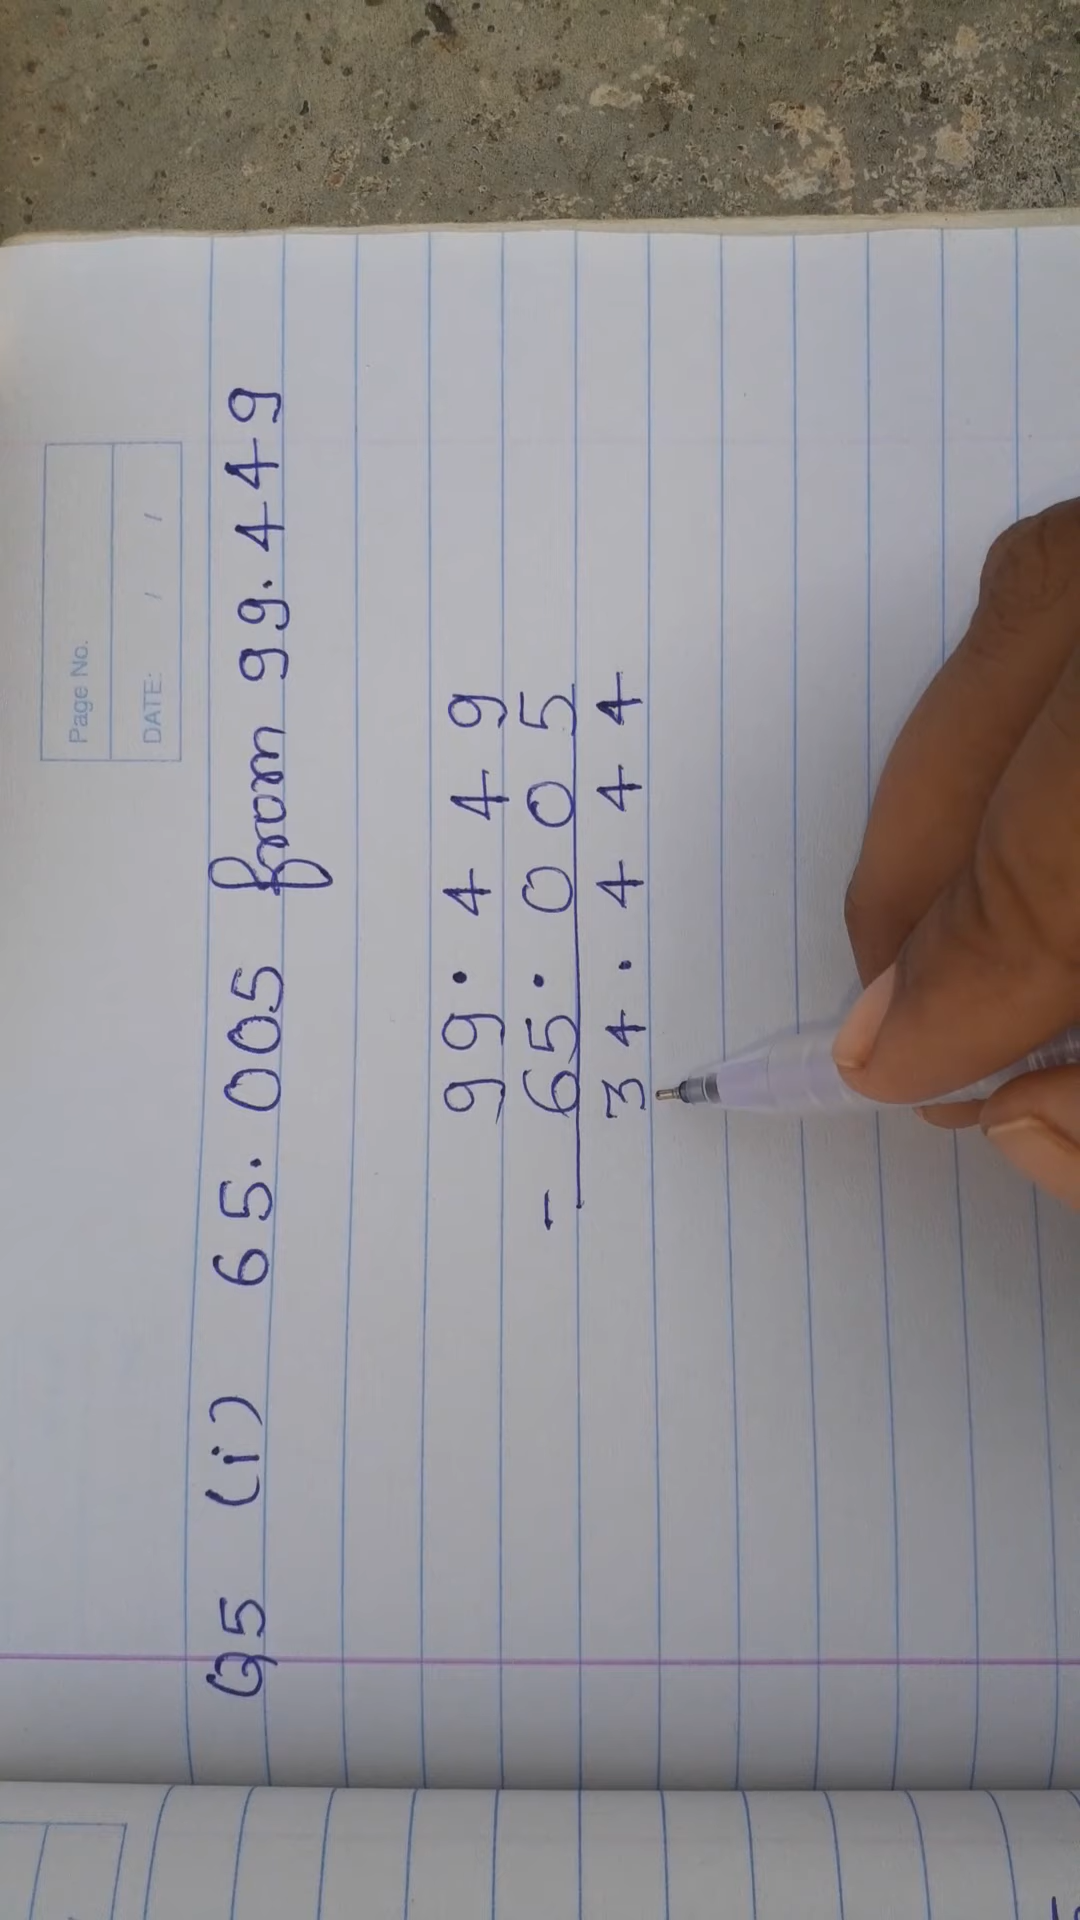 Page No.
DATE: / /
Q5 (i) 65.005 from 99.449
99.449
- 65.005
34.444